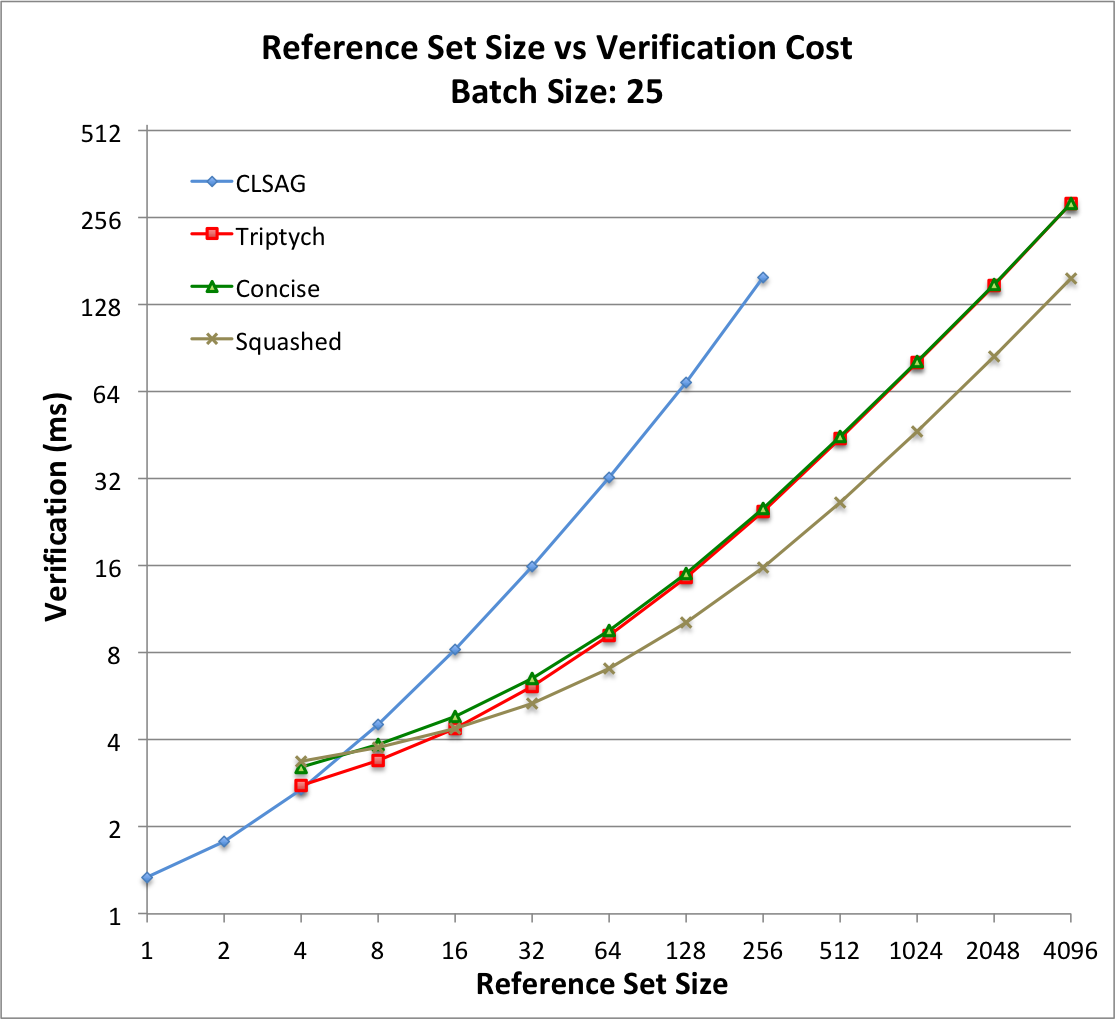 Reference Set Size vs Verification Cost
Batch Size: 25
512
256
128
64
32
16
8
4
2
1
CLSAG
Triptych
Concise
Squashed
Verification (ms)
1 2 4 8 16 32 64 128 256 512 1024 2048 4096
Reference Set Size